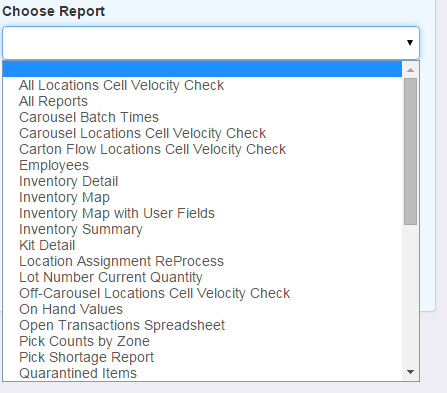 Choose Report
All Locations Cell Velocity Check
All Reports
Carousel Batch Times
Carousel Locations Cell Velocity Check
Carton Flow Locations Cell Velocity Check
Employees
Inventory Detail
Inventory Map
Inventory Map with User Fields
Inventory Summary
Kit Detail
Location Assignment ReProcess
Lot Number Current Quantity
Off-Carousel Locations Cell Velocity Check
On Hand Values
Open Transactions Spreadsheet
Pick Counts by Zone
Pick Shortage Report
Quarantined Items